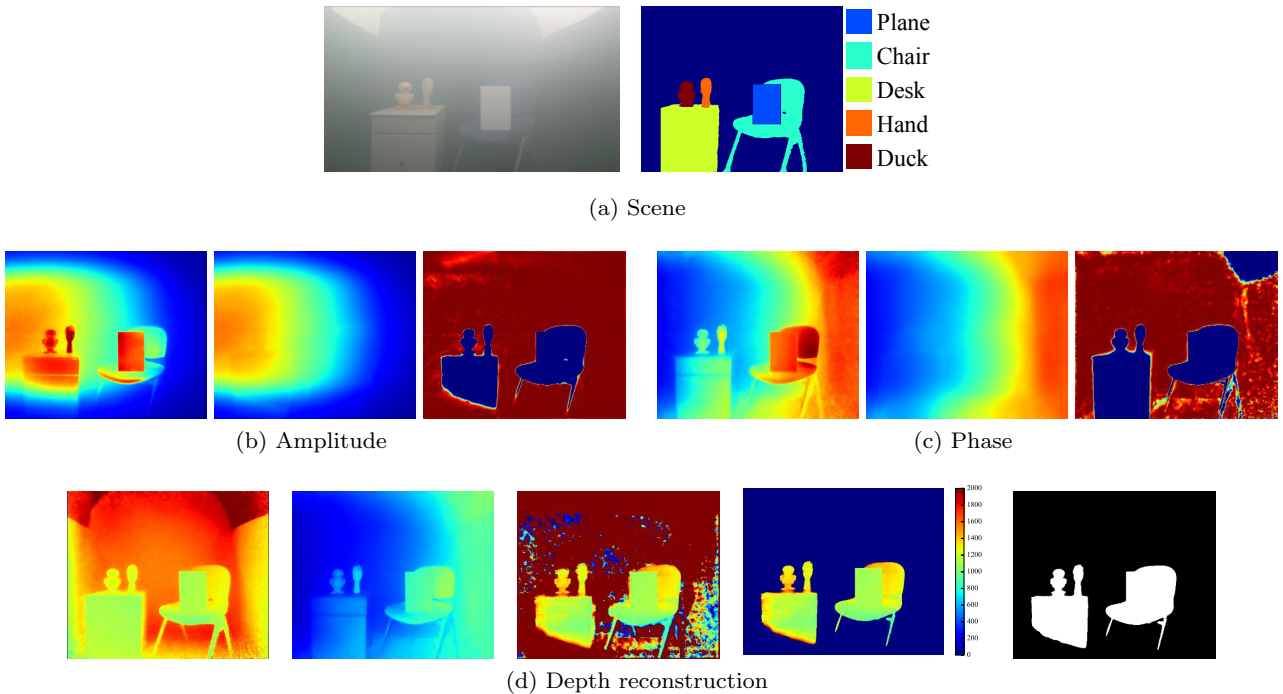 Plane
Chair
Desk
Hand
Duck
(a) Scene
(b) Amplitude
(c) Phase
2000
1800
1600
1400
1200
1000
800
600
400
200
0
(d) Depth reconstruction